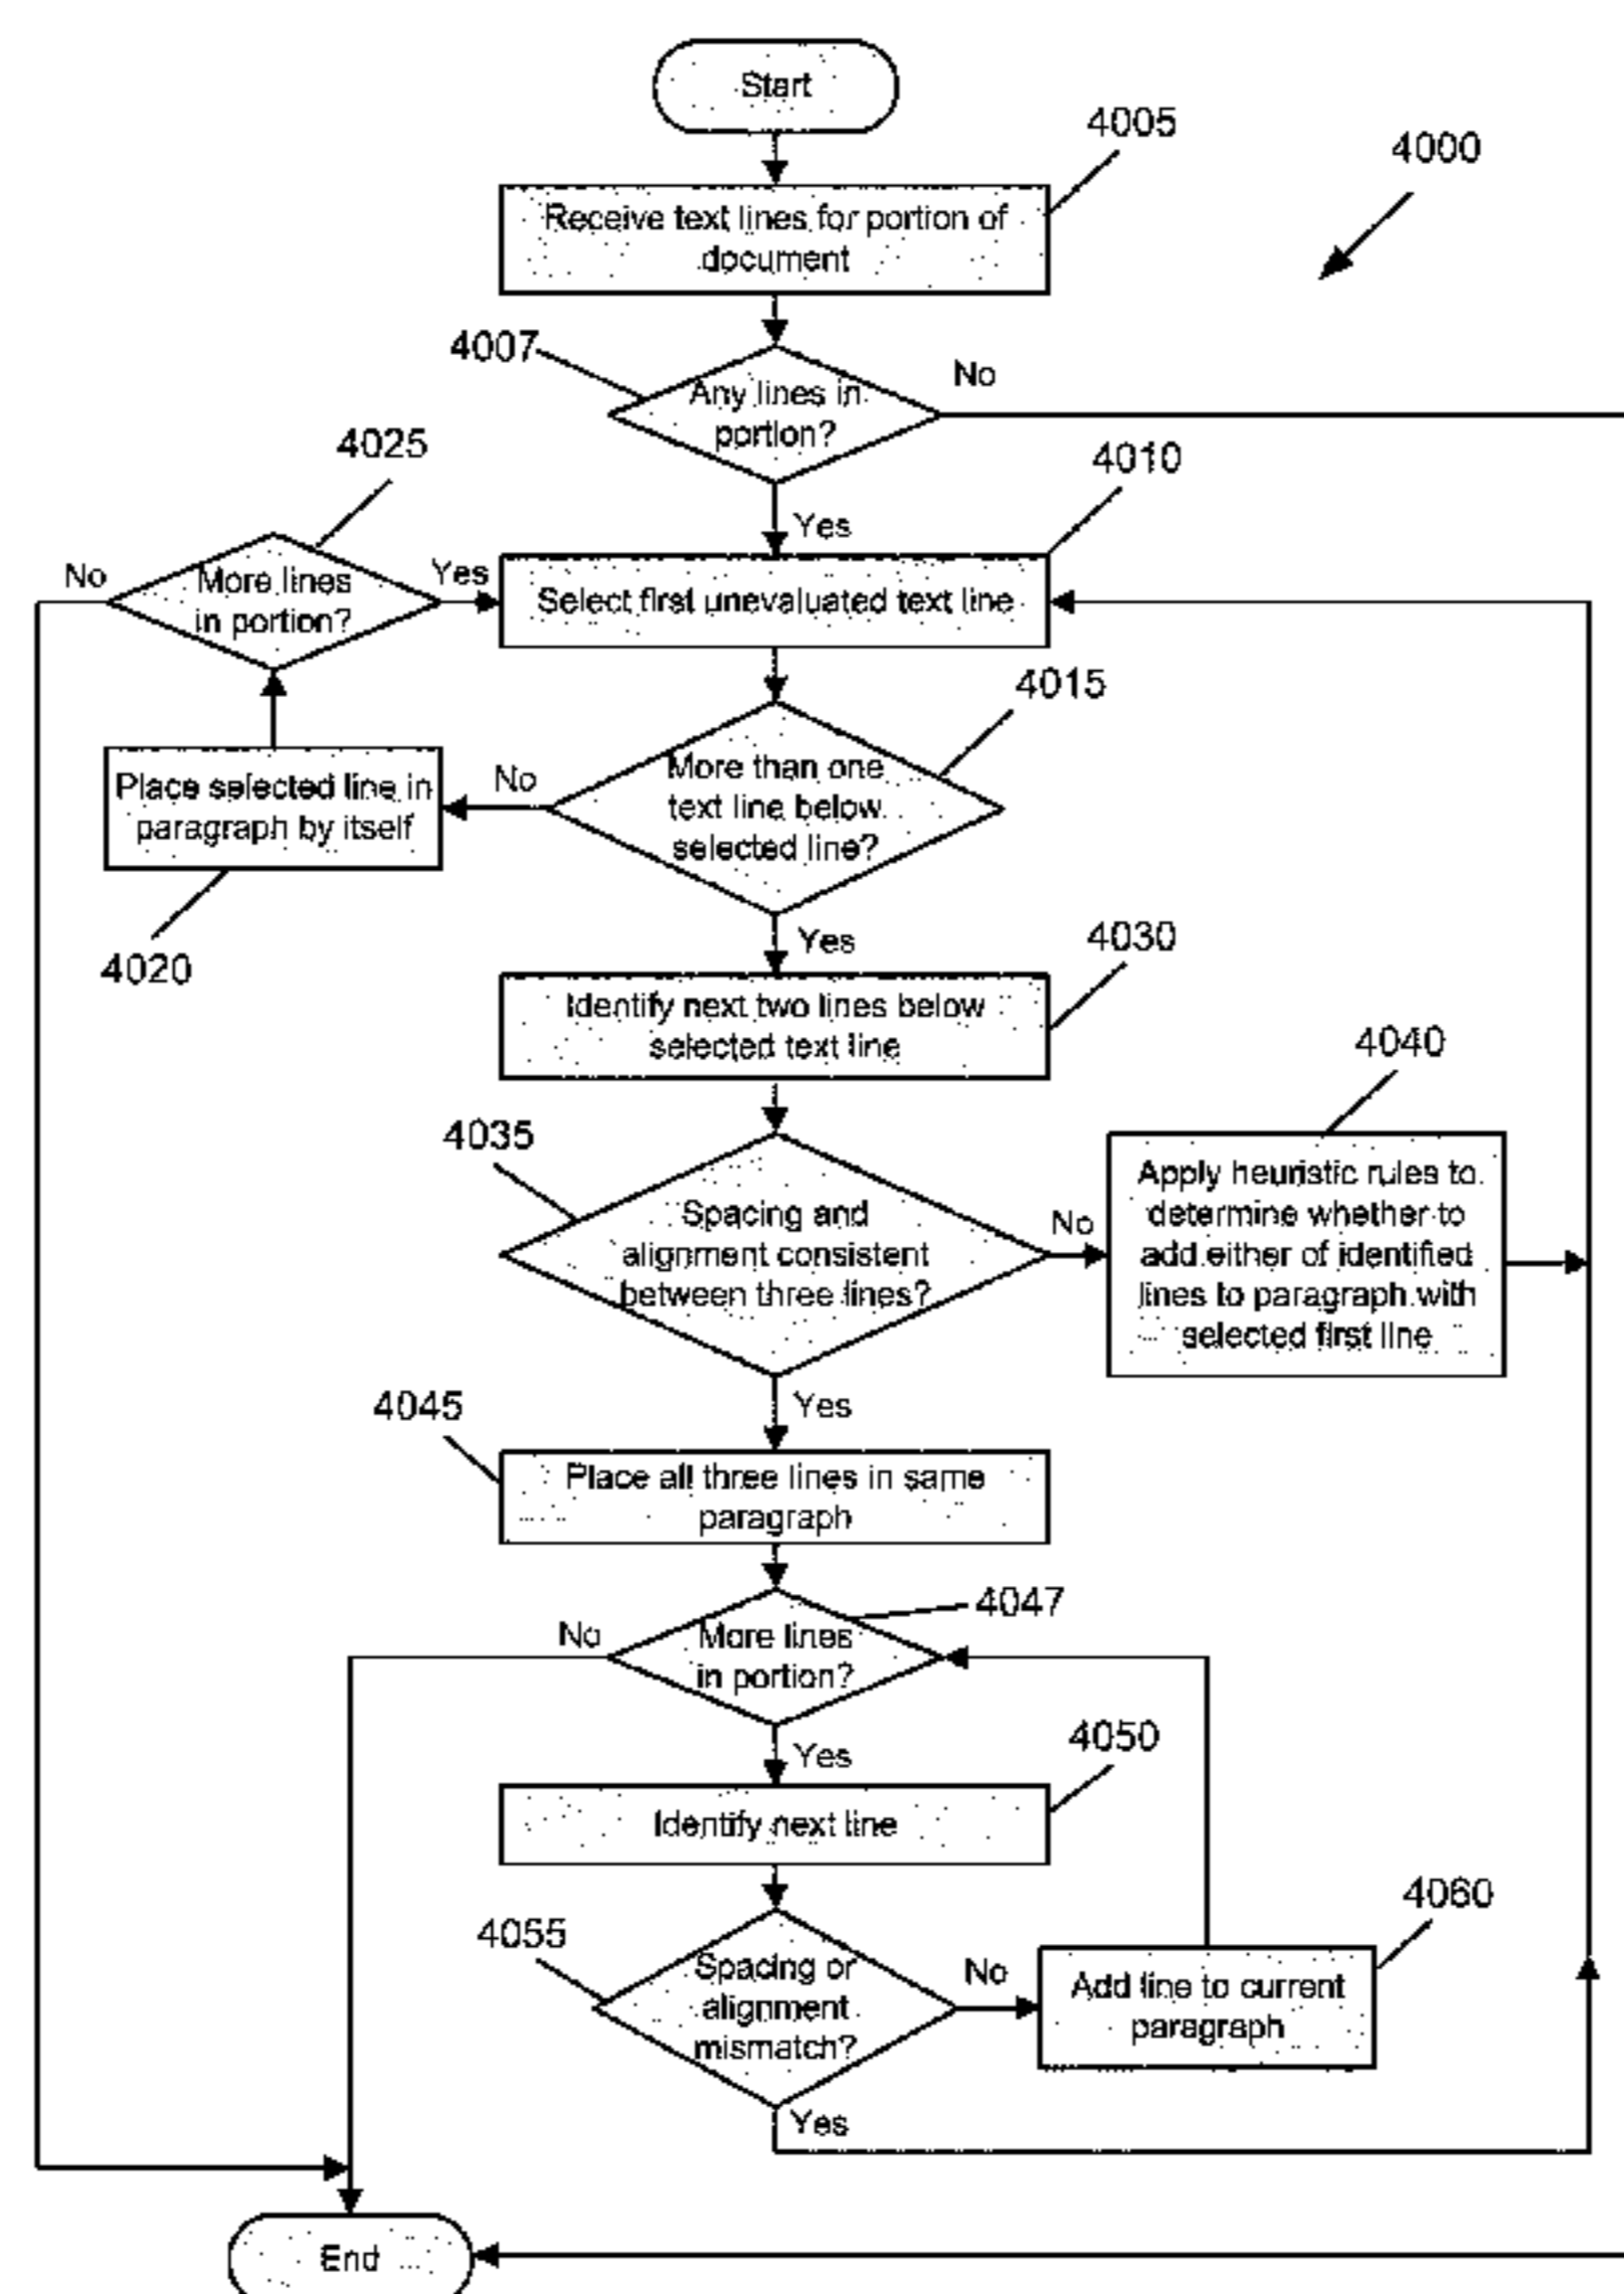 Start
4005
4000
Receive text lines for portion of
document
4007
Any lines in
portion?
No
4025
4010
Yes
No
More lines
in portion?
Yes
Select first unevaluated text line
4015
More than one
text line below
selected line?
No
Place selected line in
paragraph by itself
4020
Yes
4030
Identify next two lines below
selected text line
4040
4035
Spacing and
alignment consistent
between three lines?
No
Apply heuristic rules to
determine whether to
add either of identified
lines to paragraph with
selected first line
Yes
4045
Place all three lines in same
paragraph
4047
No
More lines
in portion?
Yes
4050
Identify next line
4060
4055
Spacing or
alignment
mismatch?
No
Add line to current
paragraph
Yes
End